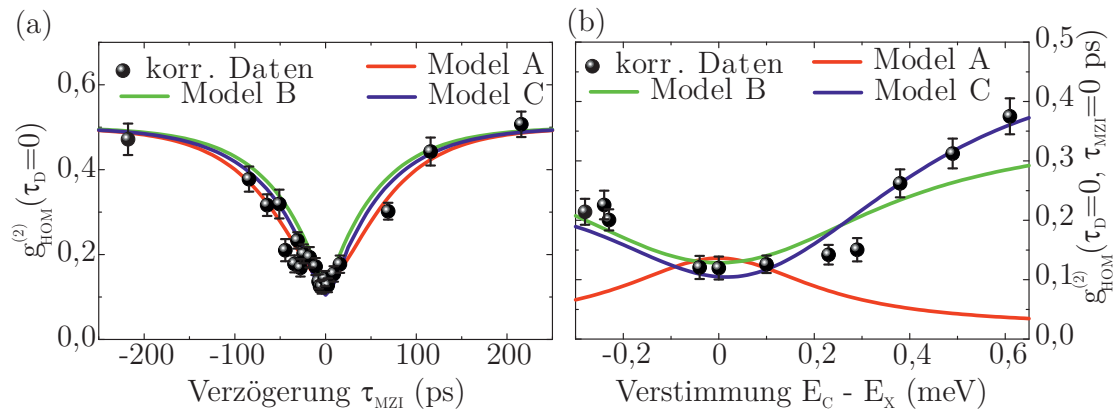 (a)
(b)
korr. Daten
Model A
Model B
Model C
0,6
0,4
0,2
0,0
g(2)HOM(τD=0)
-200 -100 0 100 200
Verzögerung τMZI (ps)
korr. Daten
Model A
Model B
Model C
0,5
0,4
0,3
0,2
0,1
0,0
g(2)HOM(τD=0, τMZI=0 ps)
-0,2 0 0,2 0,4 0,6
Verstimmung EC - EX (meV)